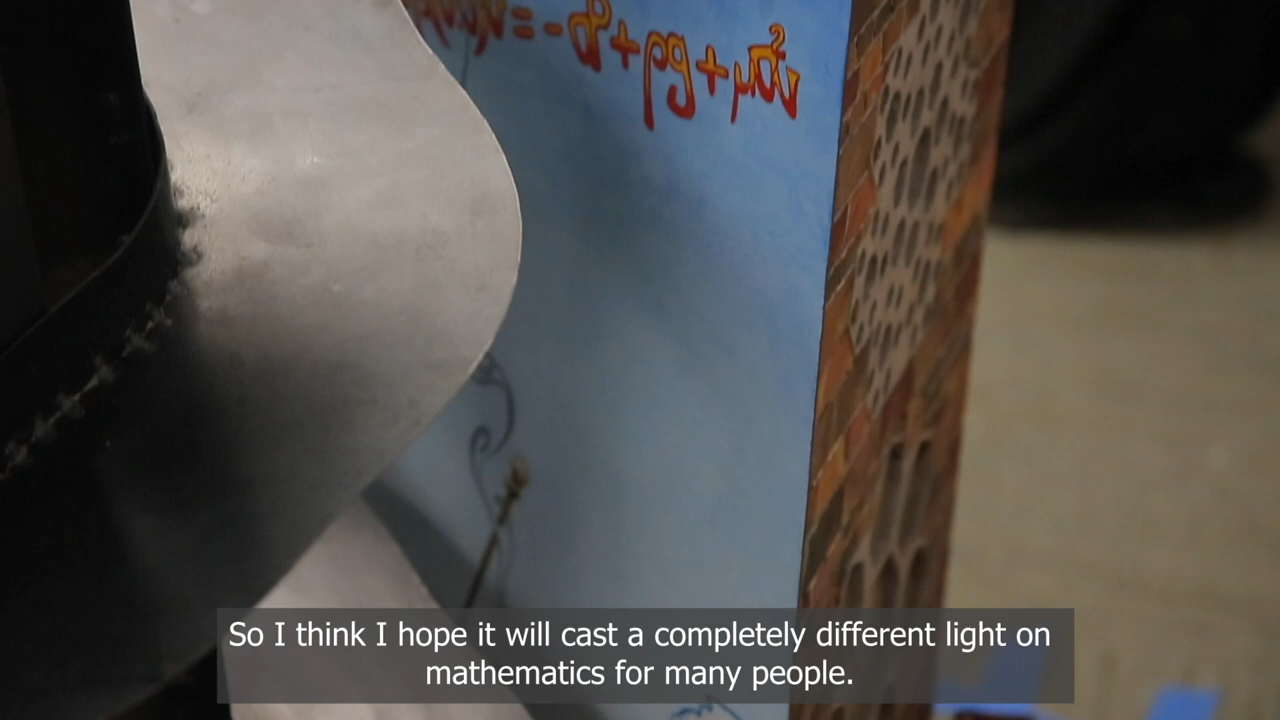 So I think I hope it will cast a completely different light on
mathematics for many people.